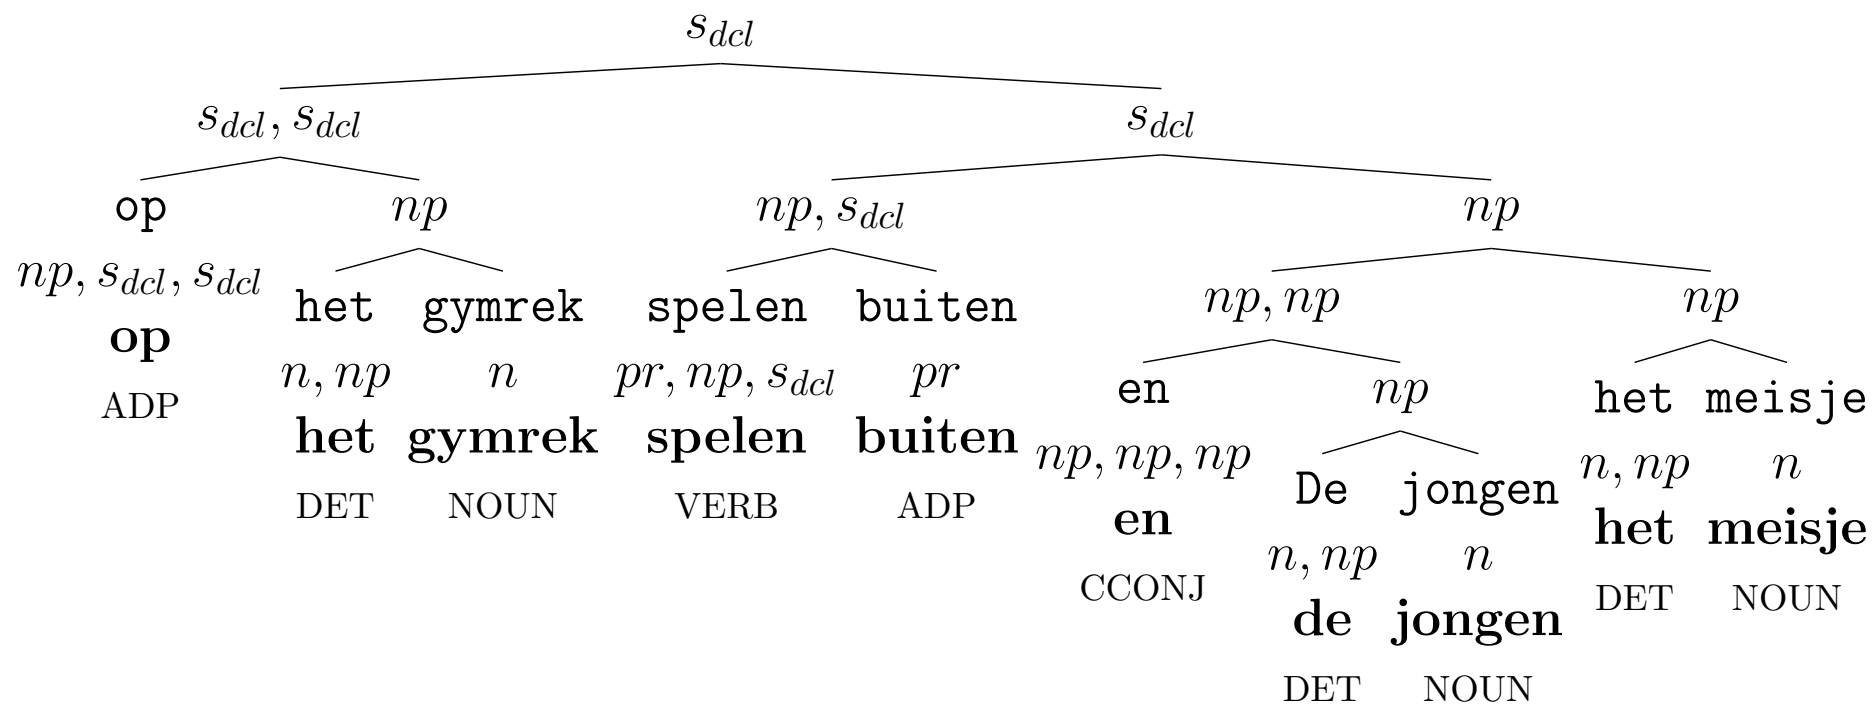 s_dcl
s_dcl, s_dcl s_dcl
op np np, s_dcl np
np, s_dcl, s_dcl het gymrek spelen buiten np, np np
op n, np n pr, np, s_dcl pr en np het meisje
ADP het gymrek spelen buiten np, np, np De jongen n, np n
DET NOUN VERB ADP en n, np n het meisje
CCONJ de jongen DET NOUN
DET NOUN